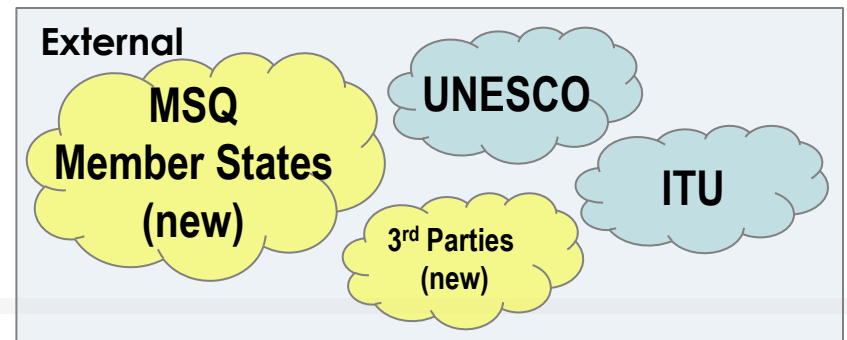 External
MSQ
Member States
(new)
UNESCO
ITU
3rd Parties
(new)